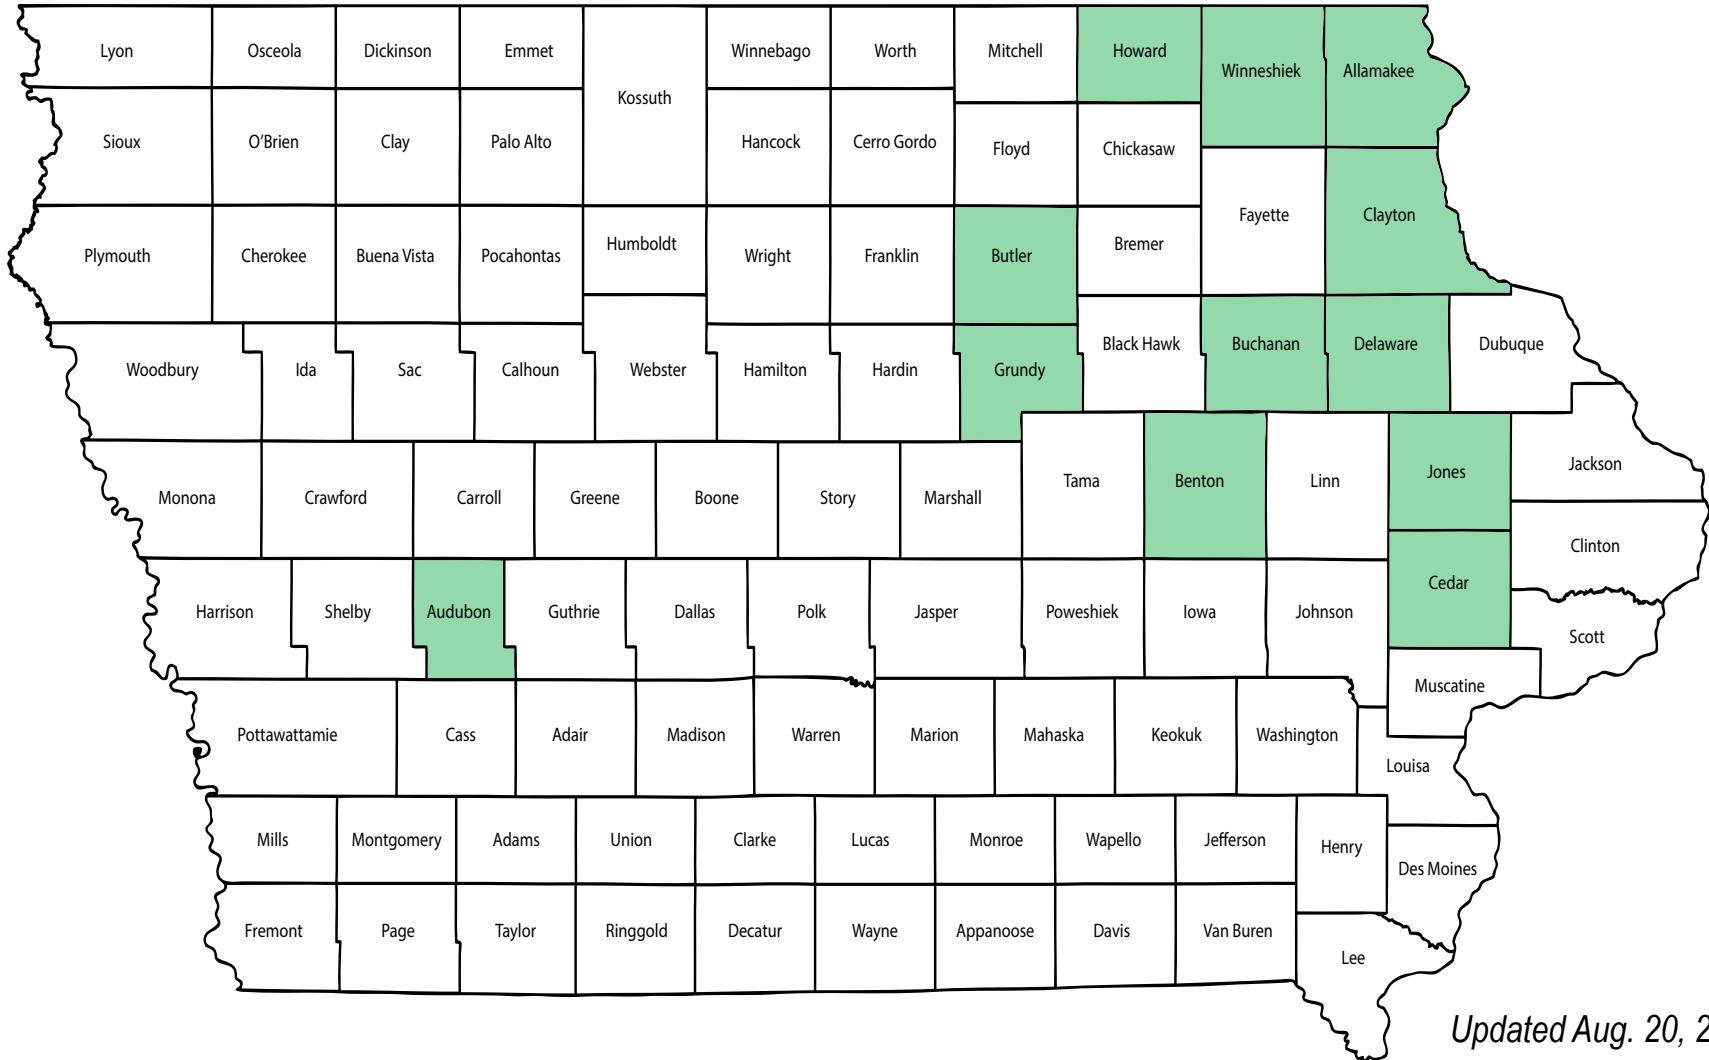 Lyon
Osceola
Dickinson
Emmet
Kossuth
Winnebago
Worth
Mitchell
Howard
Winneshiek
Allamakee
Sioux
O'Brien
Clay
Palo Alto
Hancock
Cerro Gordo
Floyd
Chickasaw
Fayette
Clayton
Plymouth
Cherokee
Buena Vista
Pocahontas
Humboldt
Wright
Franklin
Butler
Bremer
Woodbury
Ida
Sac
Calhoun
Webster
Hamilton
Hardin
Grundy
Black Hawk
Buchanan
Delaware
Dubuque
Monona
Crawford
Carroll
Greene
Boone
Story
Marshall
Tama
Benton
Linn
Jones
Jackson
Clinton
Harrison
Shelby
Audubon
Guthrie
Dallas
Polk
Jasper
Poweshiek
Iowa
Johnson
Cedar
Scott
Muscatine
Pottawattamie
Cass
Adair
Madison
Warren
Marion
Mahaska
Keokuk
Washington
Louisa
Mills
Montgomery
Adams
Union
Clarke
Lucas
Monroe
Wapello
Jefferson
Henry
Des Moines
Fremont
Page
Taylor
Ringgold
Decatur
Wayne
Appanoose
Davis
Van Buren
Lee
Updated Aug. 20, 2